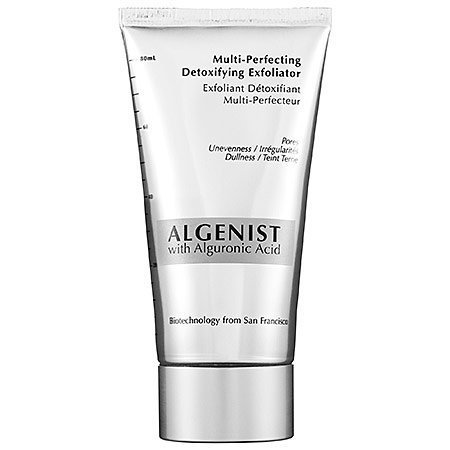 80mL
Multi-Perfecting
Detoxifying Exfoliator
Exfoliant Détoxifiant
Multi-Perfecteur
Pores
Unevenness / Irrégularités
Dullness / Teint Terne
ALGENIST
with Alguronic Acid
Biotechnology from San Francisco